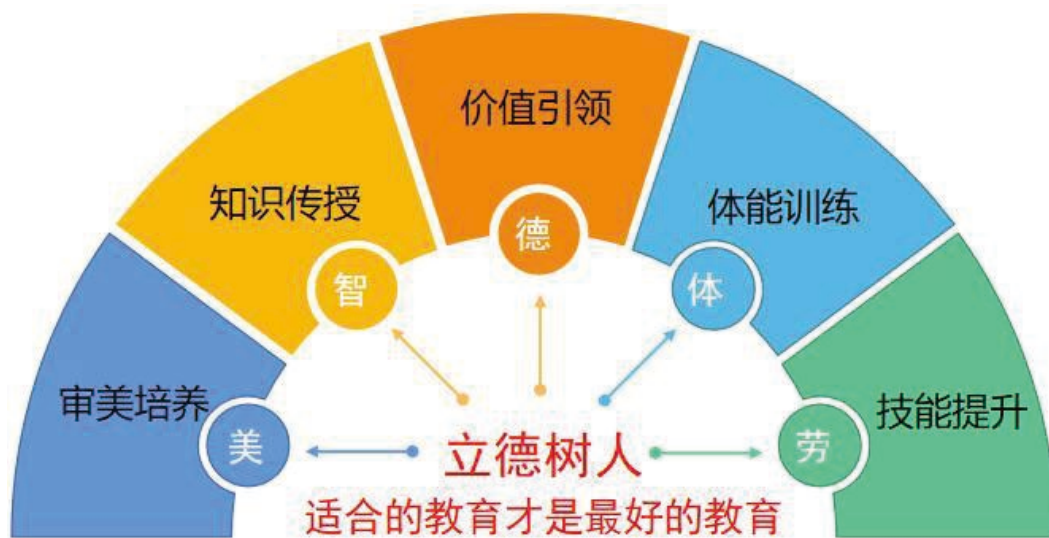 价值引领
德
知识传授
智
体能训练
体
审美培养
美
技能提升
劳
立德树人
适合的教育才是最好的教育